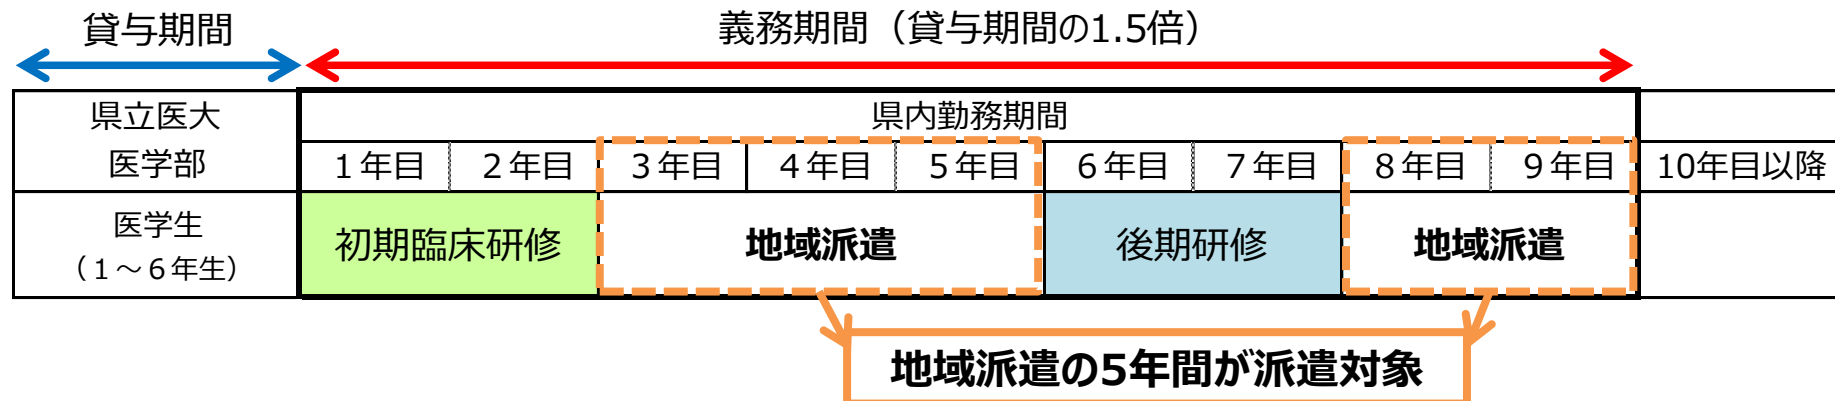 貸与期間
義務期間（貸与期間の1.5倍）
県立医大
医学部
県内勤務期間
１年目
２年目
３年目
４年目
５年目
６年目
７年目
８年目
９年目
10年目以降
医学生
（１～６年生）
初期臨床研修
地域派遣
後期研修
地域派遣
地域派遣の5年間が派遣対象